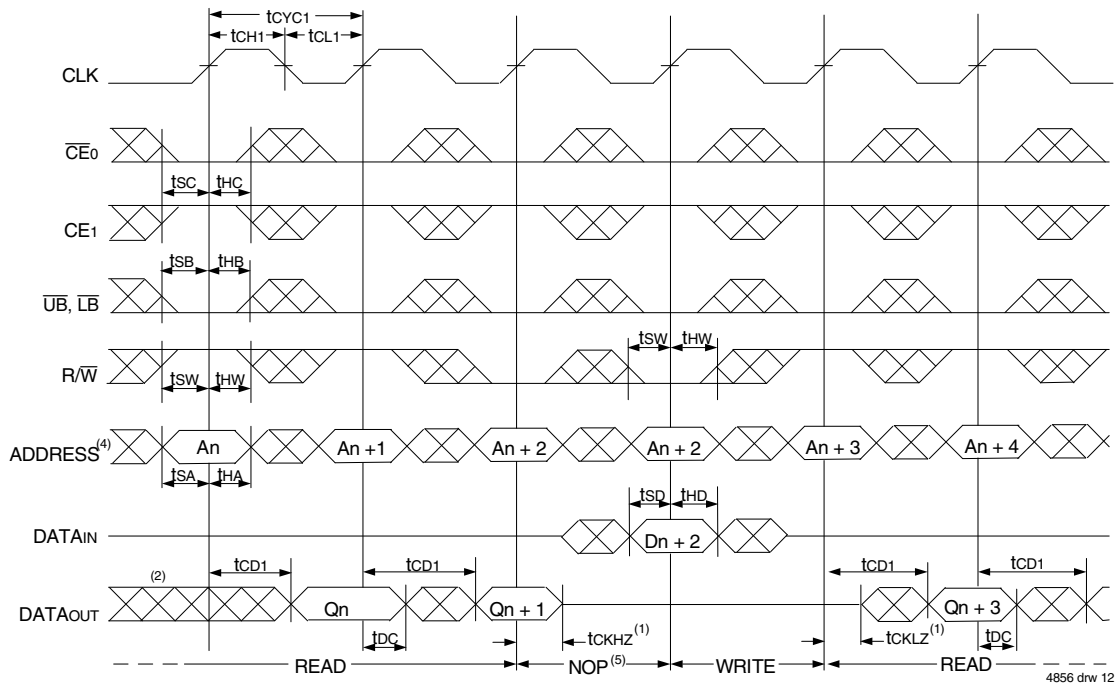 tCYC1
tCH1 tCL1
CLK
CE0
tSC tHC
CE1
tSB tHB
UB, LB
tSW tHW
R/W
tSW tHW
ADDRESS(4) An An +1 An + 2 An + 2 An + 3 An + 4
tSA tHA
tSD tHD
DATAIN Dn + 2
(2) tCD1 tCD1 tCD1 tCD1
DATAOUT Qn Qn + 1 Qn + 3
tDC tCKHZ(1) tCKLZ(1) tDC
READ NOP(5) WRITE READ
4856 drw 12